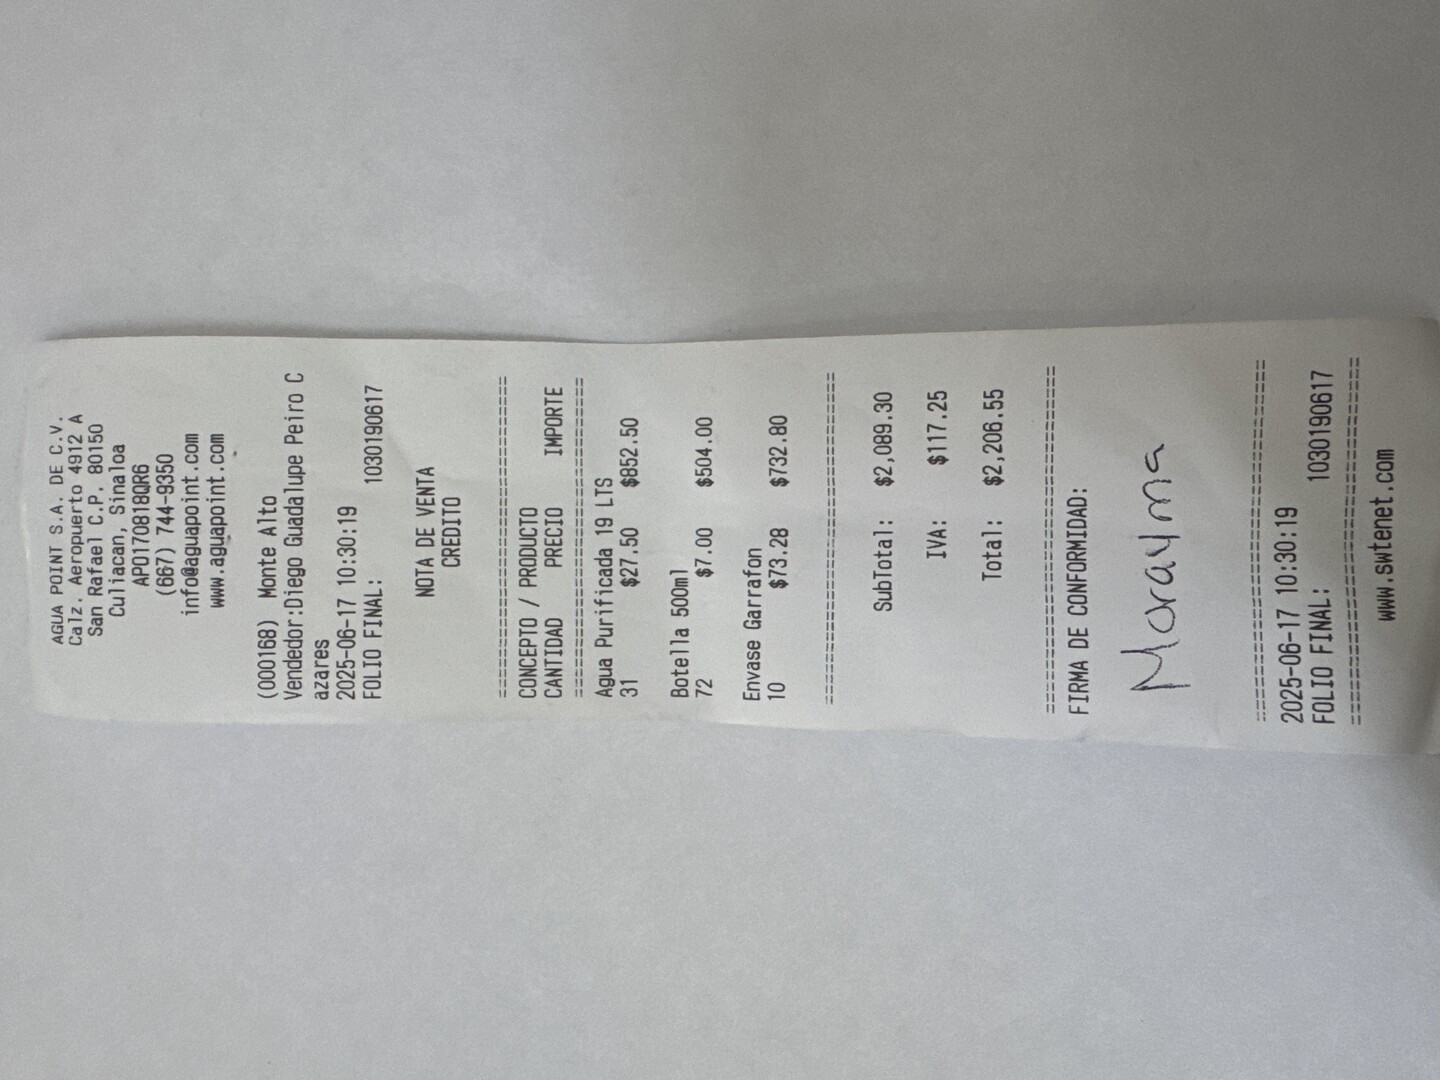 AGUA POINT S.A. DE C.V.
Calz. Aeropuerto 4912 A
San Rafael C.P. 80150
Culiacan, Sinaloa
APO170818QR6
(667) 744-9350
info@aguapoint.com
www.aguapoint.com
(000168) Monte Alto
Vendedor:Diego Guadalupe Peiro C
azares
2025-06-17 10:30:19
FOLIO FINAL: 1030190617
NOTA DE VENTA
CREDITO
================================
CONCEPTO / PRODUCTO
CANTIDAD PRECIO IMPORTE
================================
Agua Purificada 19 LTS
31 $27.50 $852.50
Botella 500ml
72 $7.00 $504.00
Envase Garrafon
10 $73.28 $732.80
================================
SubTotal: $2,089.30
IVA: $117.25
Total: $2,206.55
================================
FIRMA DE CONFORMIDAD:
Morayma
================================
2025-06-17 10:30:19
FOLIO FINAL: 1030190617
================================
www.swtenet.com